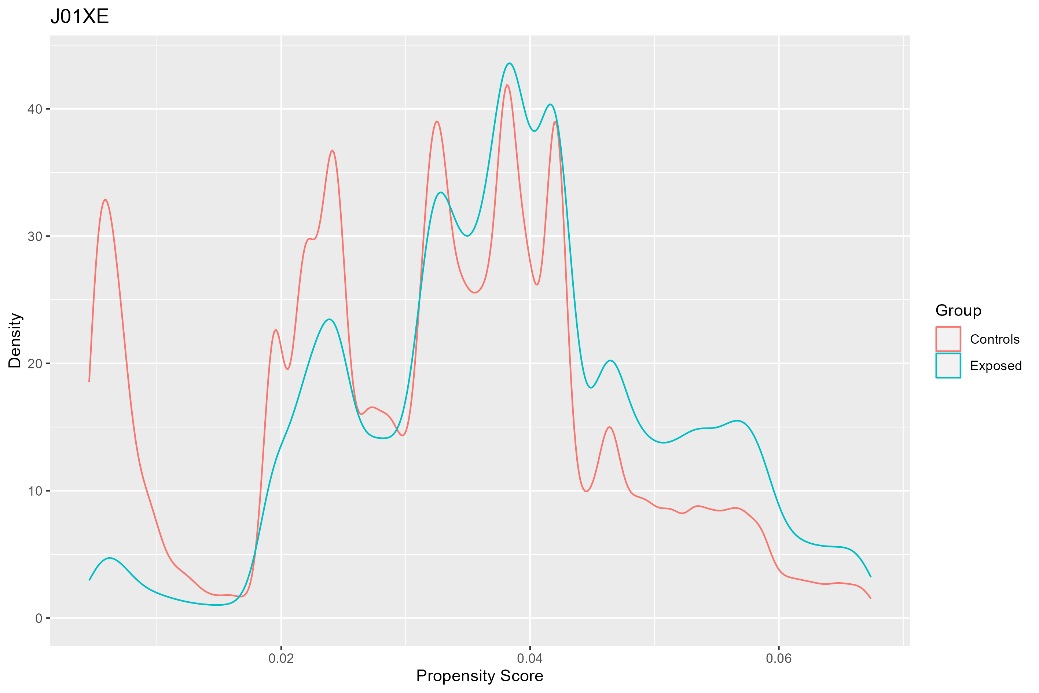 J01XE
Density
40
30
20
10
0
0.02
0.04
0.06
Propensity Score
Group
Controls
Exposed